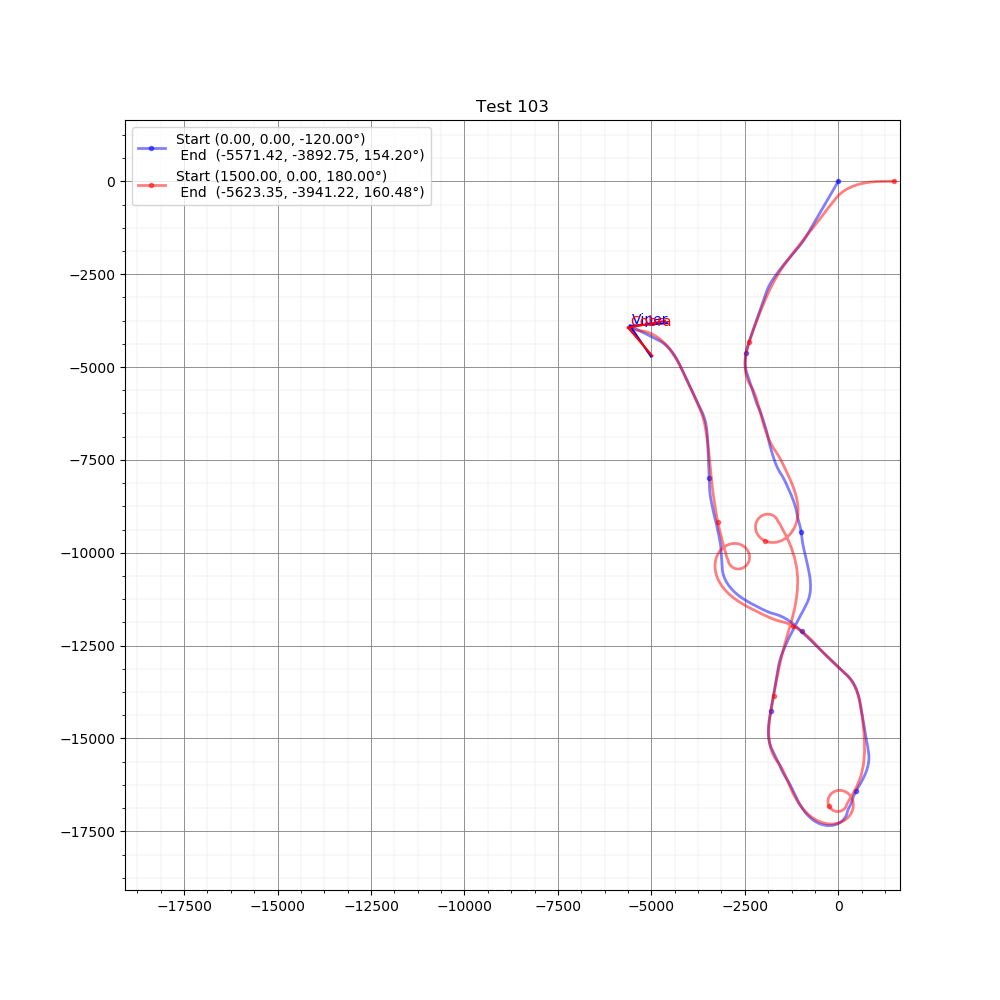 Test 103
Start (0.00, 0.00, -120.00°)
End (-5571.42, -3892.75, 154.20°)
Start (1500.00, 0.00, 180.00°)
End (-5623.35, -3941.22, 160.48°)
0
−2500
Viper
−5000
−7500
−10000
−12500
−15000
−17500
−17500 −15000 −12500 −10000 −7500 −5000 −2500 0